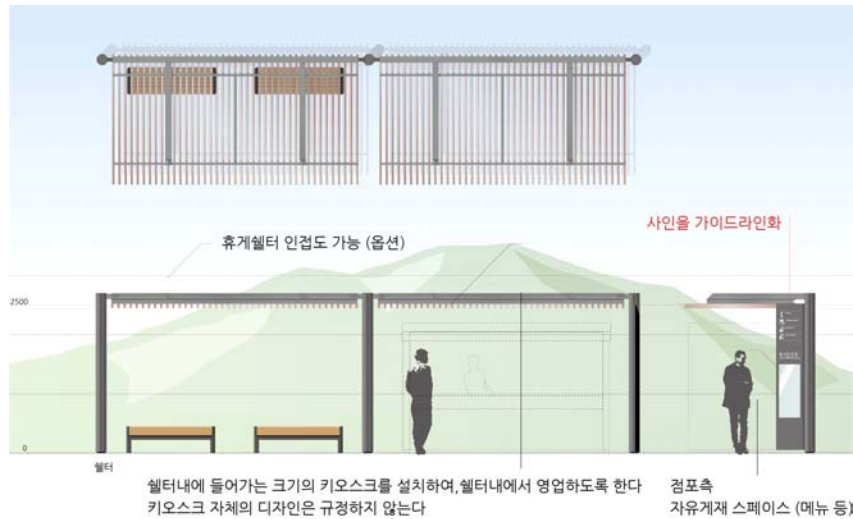 사인을 가이드라인화
휴게쉘터 인접도 가능 (옵션)
2500
KIOSK
0
쉘터
쉘터내에 들어가는 크기의 키오스크를 설치하여,쉘터내에서 영업하도록 한다
키오스크 자체의 디자인은 규정하지 않는다
점포측
자유게재 스페이스 (메뉴 등)